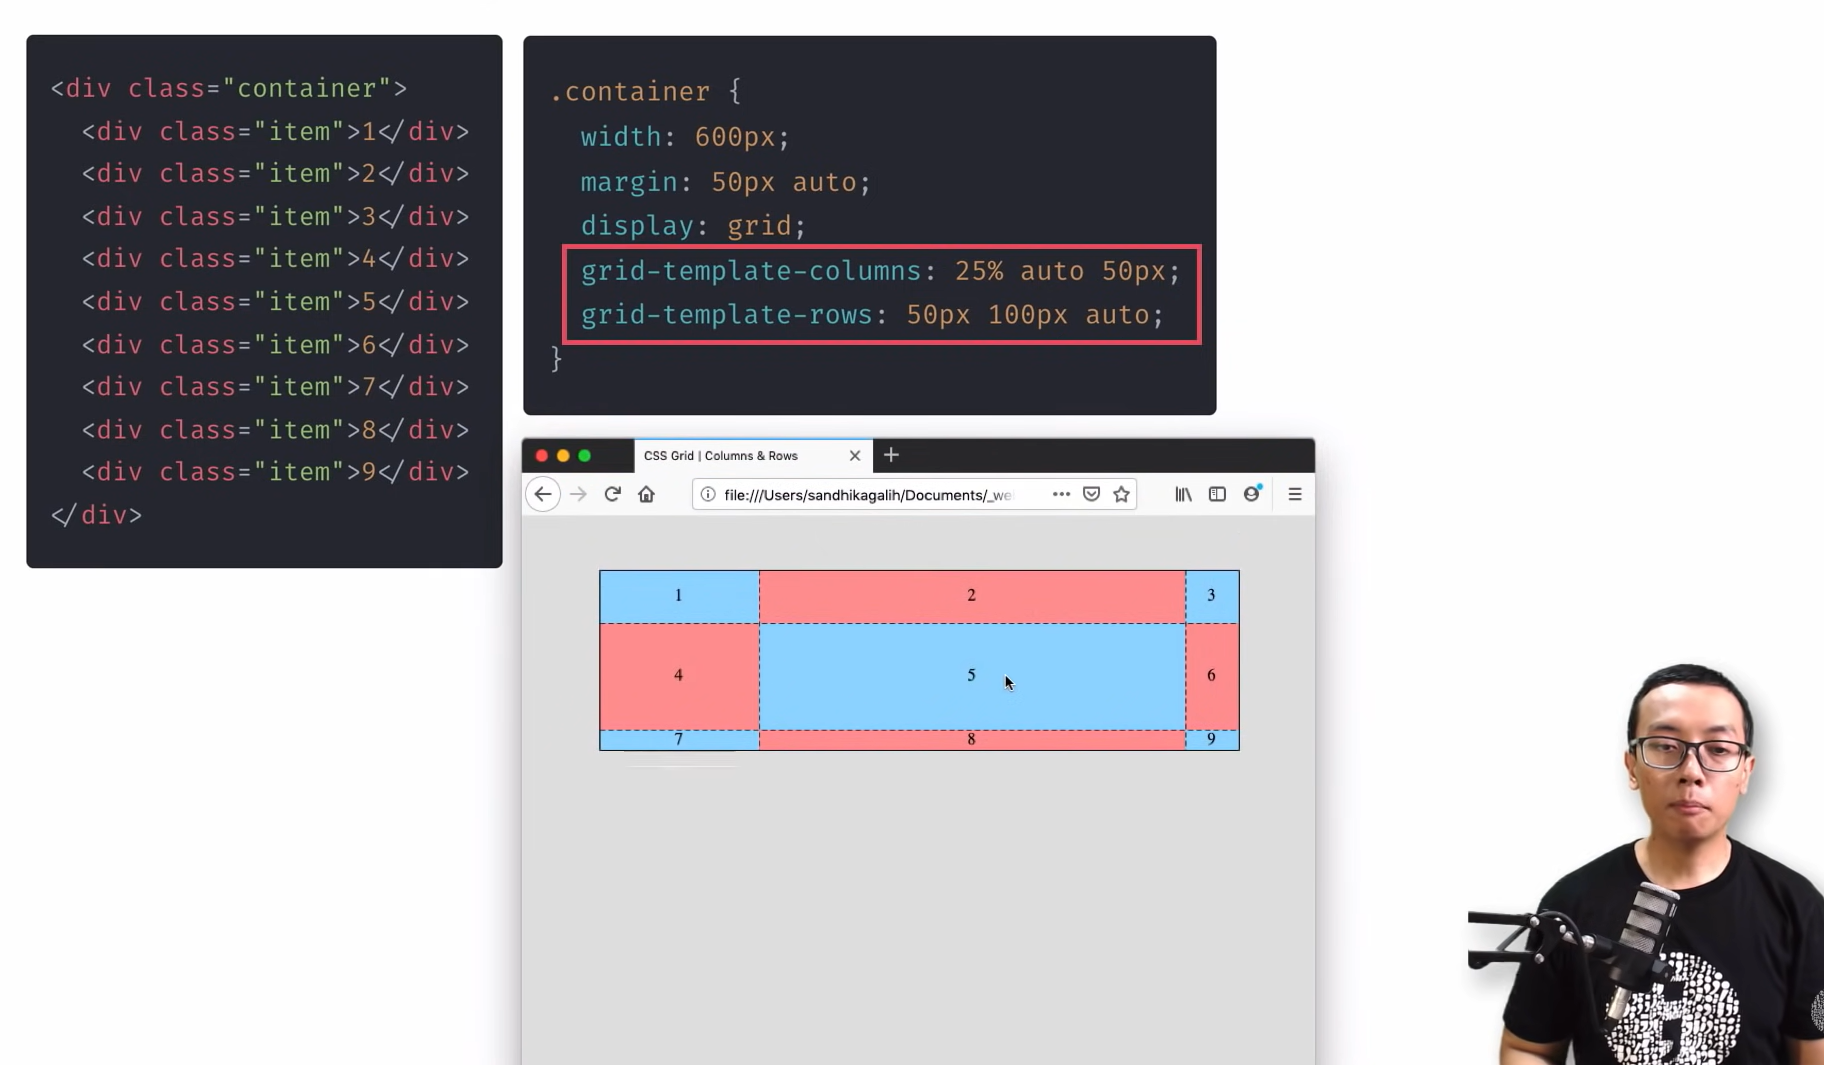 <div class="container">
<div class="item">1</div>
<div class="item">2</div>
<div class="item">3</div>
<div class="item">4</div>
<div class="item">5</div>
<div class="item">6</div>
<div class="item">7</div>
<div class="item">8</div>
<div class="item">9</div>
</div>
.container {
width: 600px;
margin: 50px auto;
display: grid;
grid-template-columns: 25% auto 50px;
grid-template-rows: 50px 100px auto;
}
CSS Grid | Columns & Rows
file:///Users/sandhikagalih/Documents/_we
1 2 3
4 5 6
7 8 9